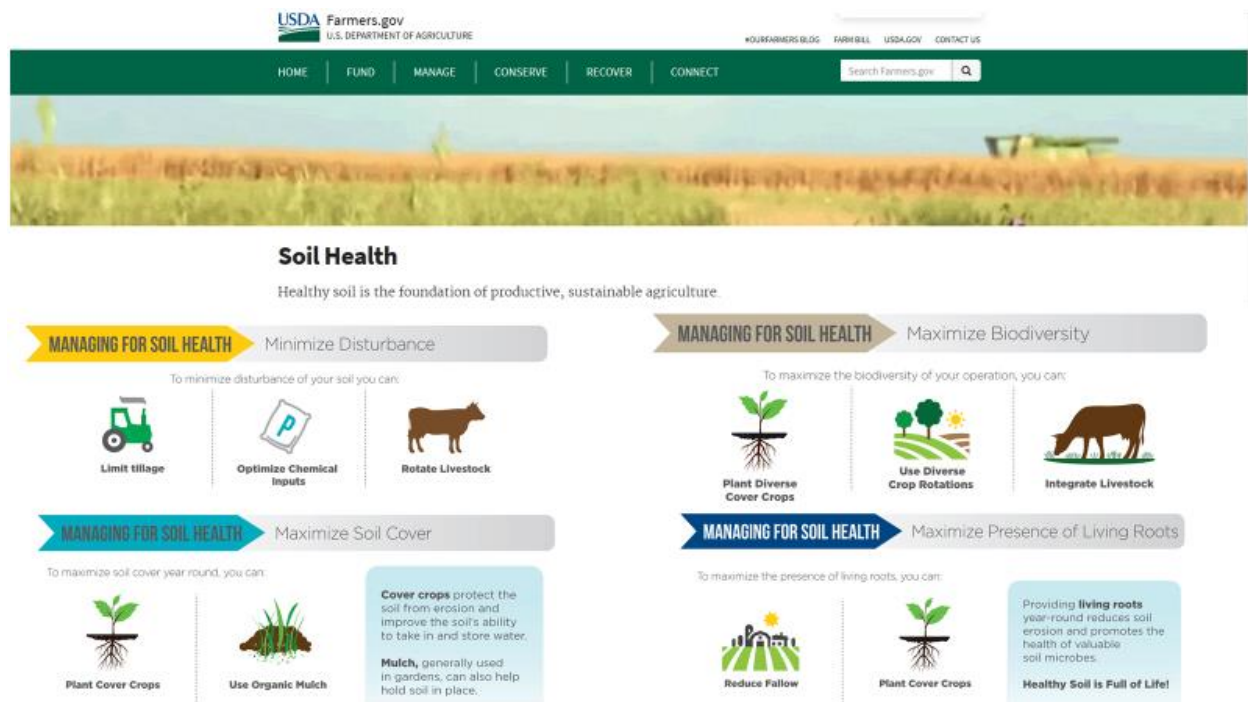 USDA Farmers.gov
U.S. DEPARTMENT OF AGRICULTURE
#OURFARMERS BLOG FARM BILL USDA.GOV CONTACT US
HOME FUND MANAGE CONSERVE RECOVER CONNECT
Search Farmers.gov
Soil Health
Healthy soil is the foundation of productive, sustainable agriculture.
MANAGING FOR SOIL HEALTH Minimize Disturbance
To minimize disturbance of your soil you can:
P
Limit tillage
Optimize Chemical
Inputs
Rotate Livestock
MANAGING FOR SOIL HEALTH Maximize Biodiversity
To maximize the biodiversity of your operation, you can:
Plant Diverse
Cover Crops
Use Diverse
Crop Rotations
Integrate Livestock
MANAGING FOR SOIL HEALTH Maximize Soil Cover
To maximize soil cover year round, you can:
Plant Cover Crops
Use Organic Mulch
Cover crops protect the
soil from erosion and
improve the soil's ability
to take in and store water.
Mulch, generally used
in gardens, can also help
hold soil in place.
MANAGING FOR SOIL HEALTH Maximize Presence of Living Roots
To maximize the presence of living roots, you can:
Reduce Fallow
Plant Cover Crops
Providing living roots
year-round reduces soil
erosion and promotes the
health of valuable
soil microbes.
Healthy Soil is Full of Life!